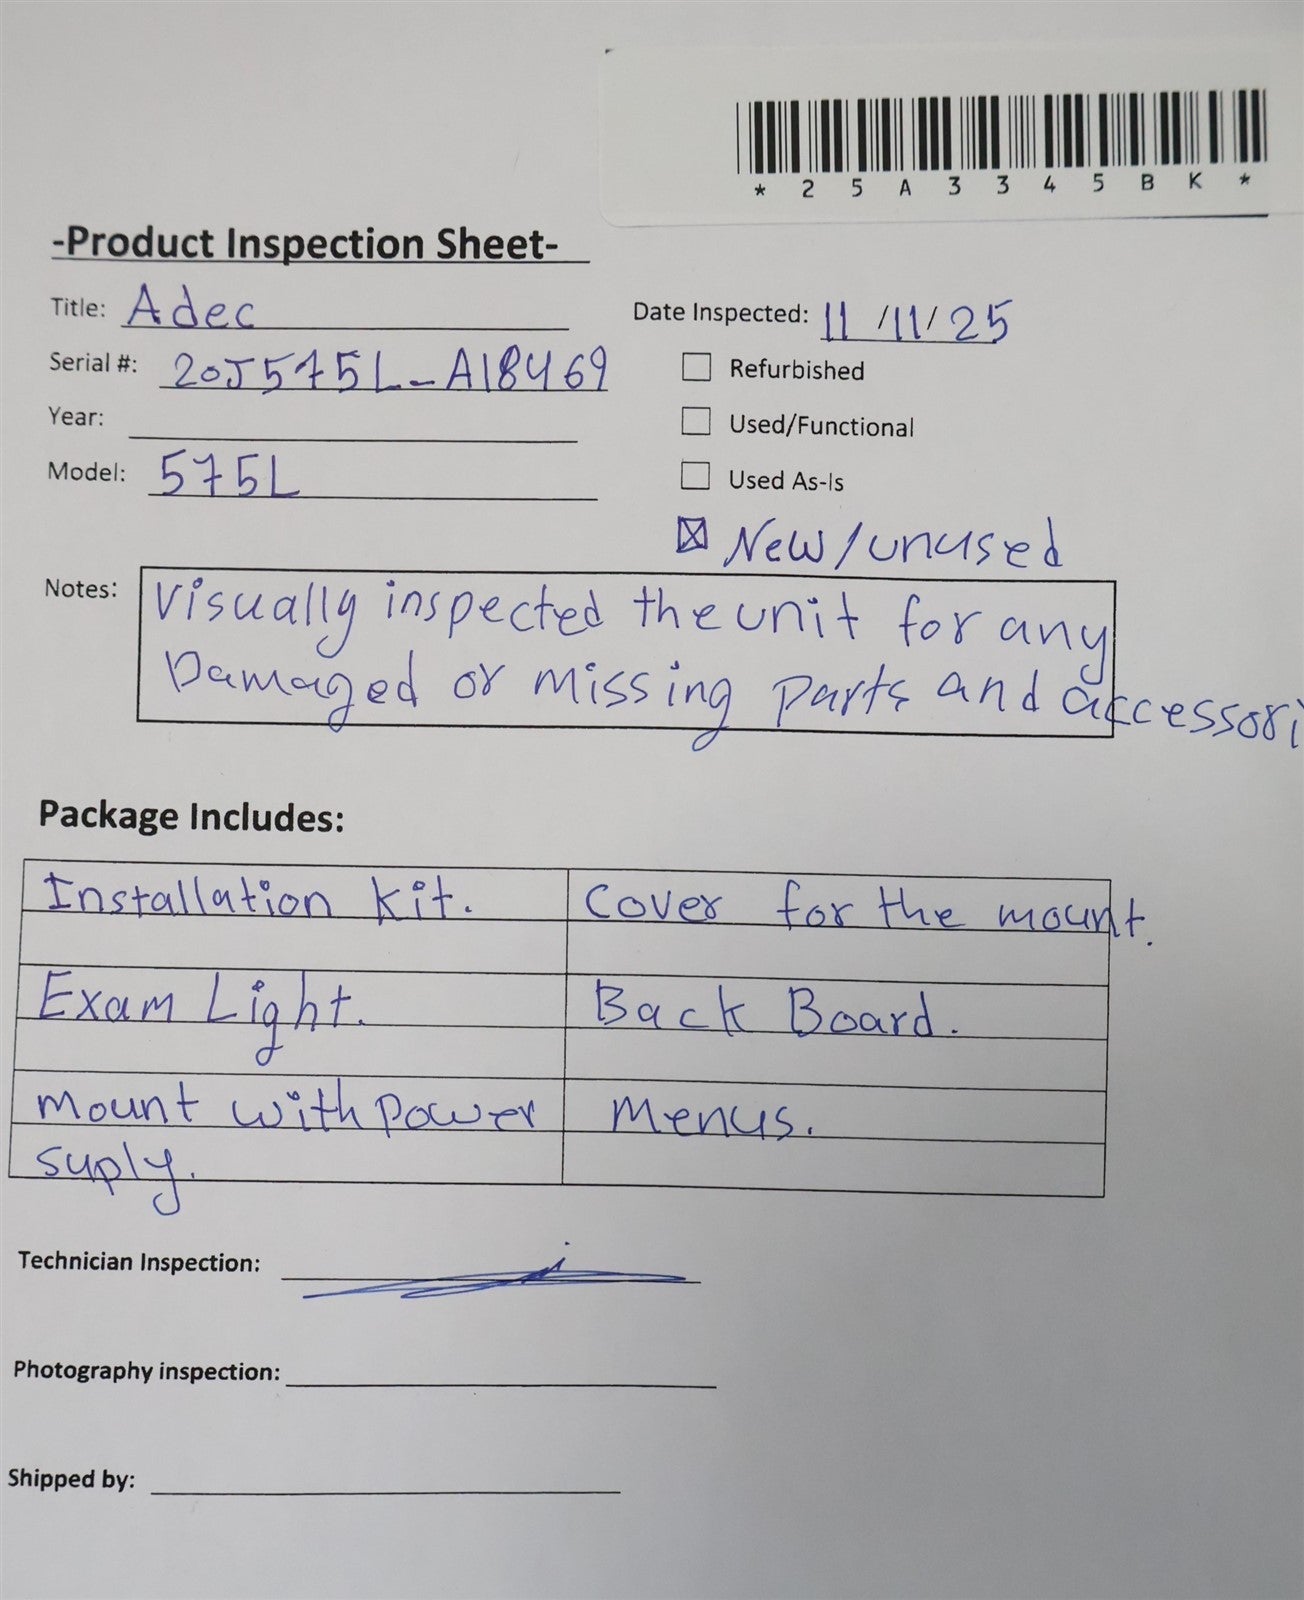 * 2 5 A 3 3 4 5 B K *
-Product Inspection Sheet-
Title: Adec
Date Inspected: 11/11/25
Serial #: 20J575L-A18469
Refurbished
Year:
Used/Functional
Model: 575L
Used As-Is
New/unused
Notes: Visually inspected the unit for any
Damaged or missing parts and accessori
Package Includes:
Installation kit. Cover for the mount.
Exam Light. Back Board.
mount with power menus.
suply.
Technician Inspection:
Photography inspection:
Shipped by: